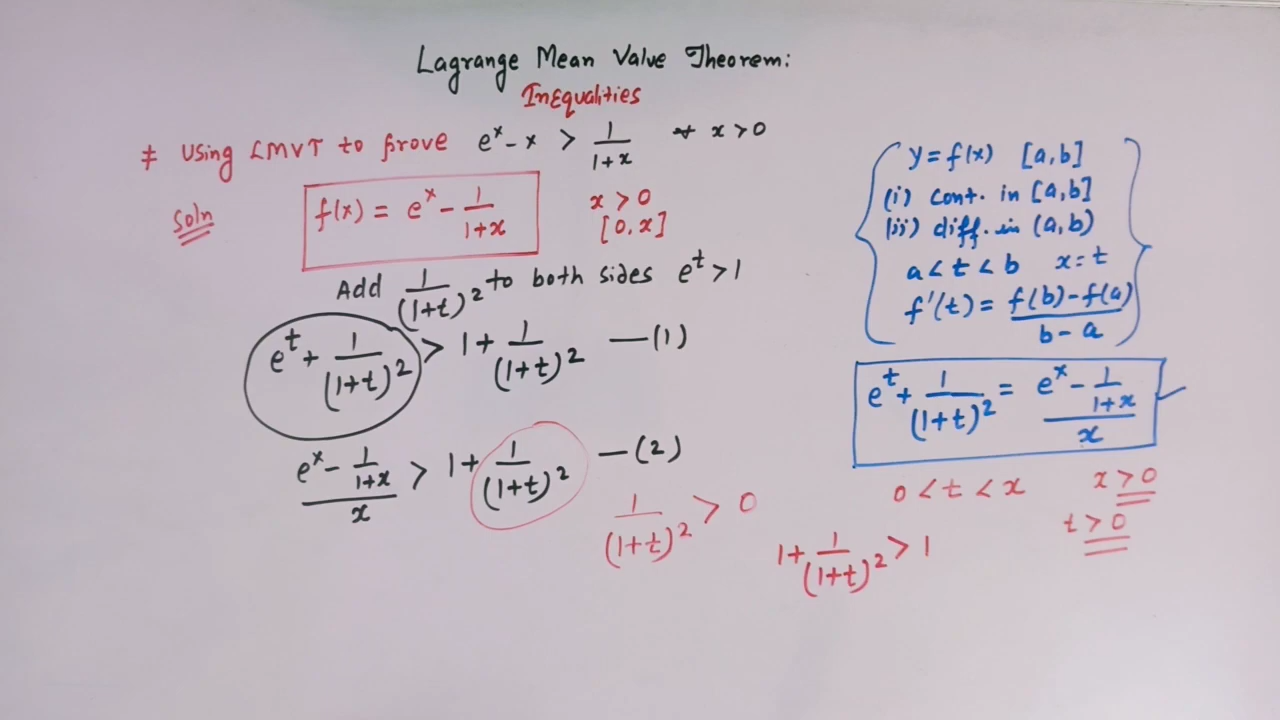 Lagrange Mean Value Theorem:
Inequalities
# Using LMVT to prove e^x - x > 1/(1+x) ∀ x > 0
Soln
f(x) = e^x - 1/(1+x)
x > 0
[0, x]
Add 1/(1+t)^2 to both sides e^t > 1
e^t + 1/(1+t)^2 > 1 + 1/(1+t)^2 —(1)
(e^x - 1/(1+x))/x > 1 + 1/(1+t)^2 —(2)
1/(1+t)^2 > 0
1 + 1/(1+t)^2 > 1
y = f(x) [a,b]
(i) cont. in [a,b]
(ii) diff. in (a,b)
a < t < b x = t
f'(t) = (f(b) - f(a))/(b - a)
e^t + 1/(1+t)^2 = (e^x - 1/(1+x))/x
0 < t < x x > 0
t > 0